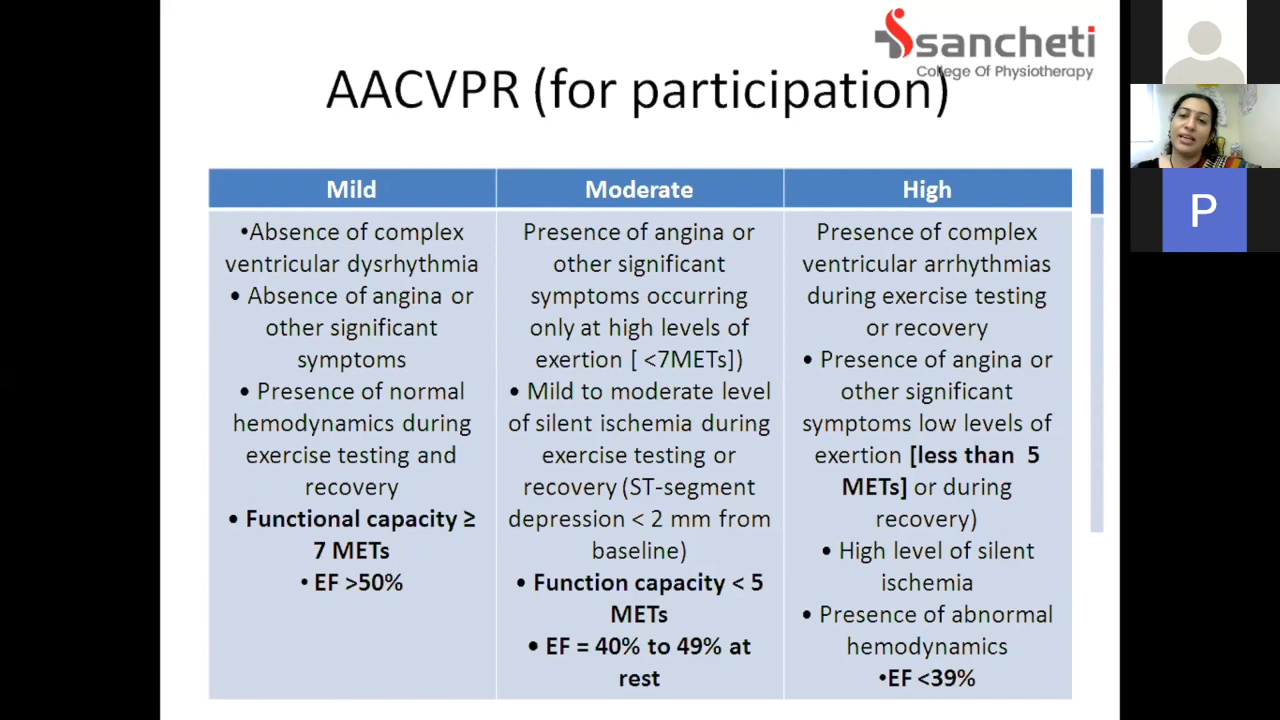 sancheti
College Of Physiotherapy
AACVPR (for participation)
Mild
•Absence of complex
ventricular dysrhythmia
• Absence of angina or
other significant
symptoms
• Presence of normal
hemodynamics during
exercise testing and
recovery
• Functional capacity ≥
7 METs
• EF >50%
Moderate
Presence of angina or
other significant
symptoms occurring
only at high levels of
exertion [ <7METs])
• Mild to moderate level
of silent ischemia during
exercise testing or
recovery (ST-segment
depression < 2 mm from
baseline)
• Function capacity < 5
METs
• EF = 40% to 49% at
rest
High
Presence of complex
ventricular arrhythmias
during exercise testing
or recovery
• Presence of angina or
other significant
symptoms low levels of
exertion [less than 5
METs] or during
recovery)
• High level of silent
ischemia
• Presence of abnormal
hemodynamics
•EF <39%
P